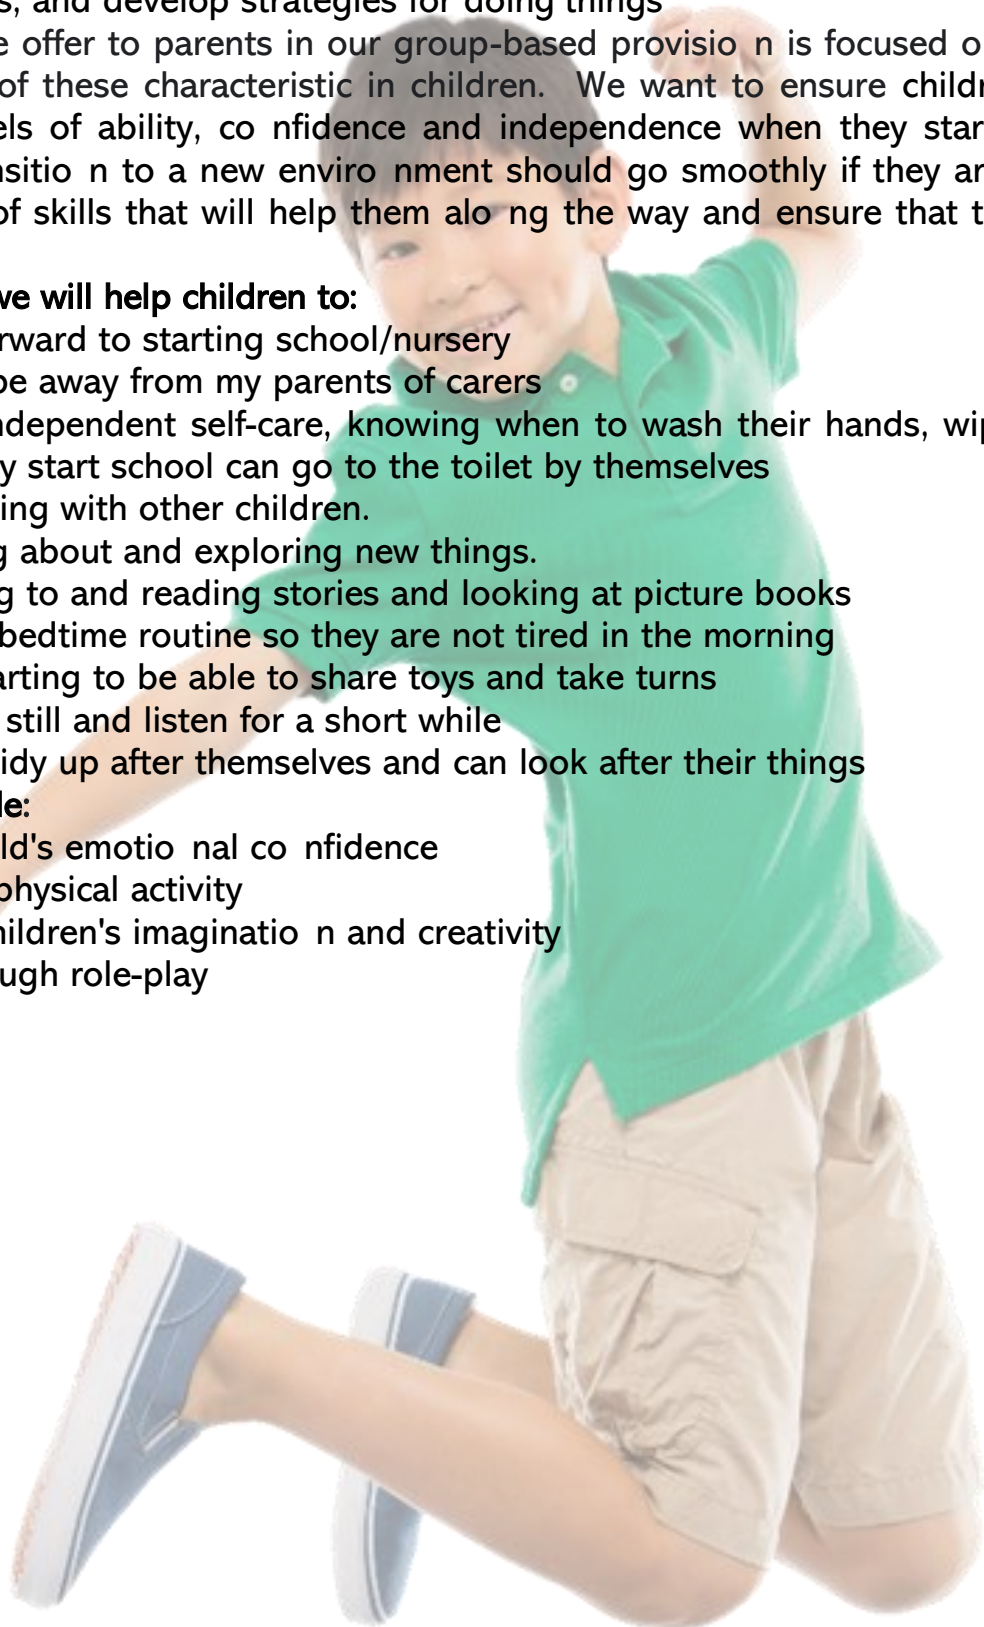 s, and develop strategies for doing things
e offer to parents in our group-based provisio n is focused o
of these characteristic in children. We want to ensure childr
els of ability, co nfidence and independence when they star
nsitio n to a new enviro nment should go smoothly if they ar
of skills that will help them alo ng the way and ensure that t
we will help children to:
rward to starting school/nursery
be away from my parents of carers
ndependent self-care, knowing when to wash their hands, wip
y start school can go to the toilet by themselves
ing with other children.
g about and exploring new things.
g to and reading stories and looking at picture books
bedtime routine so they are not tired in the morning
arting to be able to share toys and take turns
still and listen for a short while
idy up after themselves and can look after their things
de:
ld's emotio nal co nfidence
physical activity
hildren's imaginatio n and creativity
ugh role-play